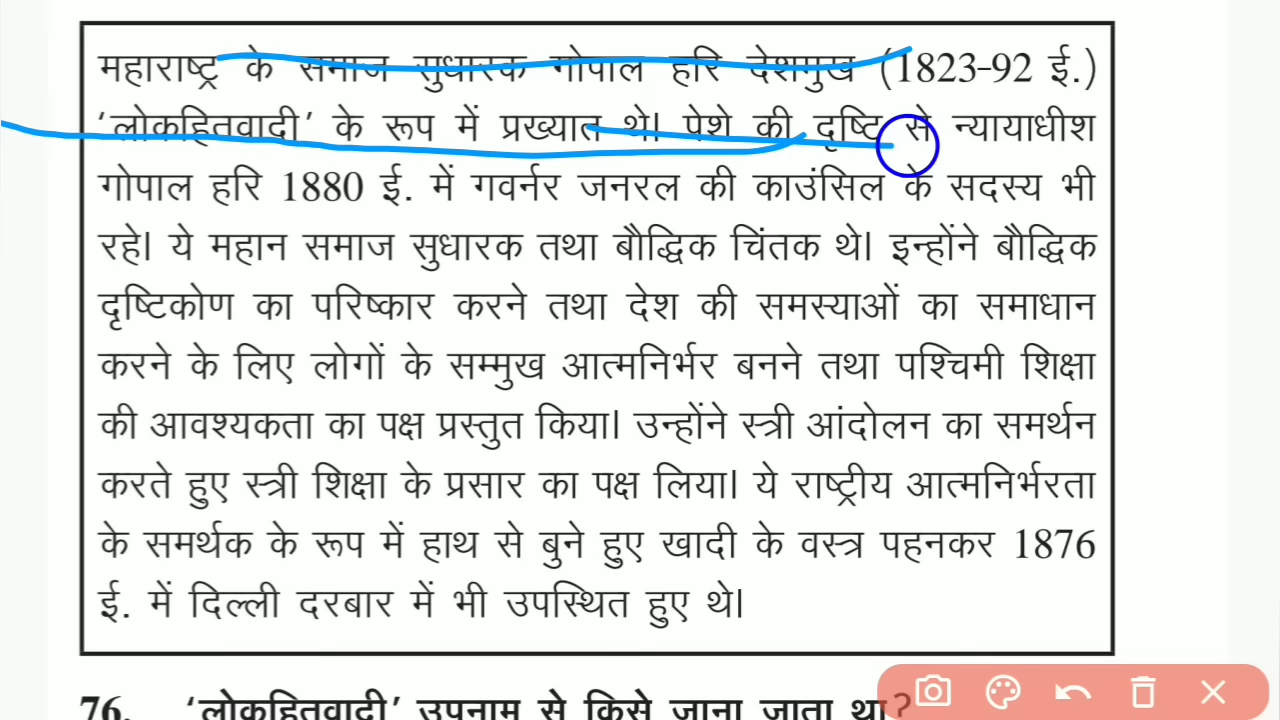 महाराष्ट्र के समाज सुधारक गोपाल हरि देशमुख (1823-92 ई.)
‘लोकहितवादी’ के रूप में प्रख्यात थे। पेशे की दृष्टि से न्यायाधीश
गोपाल हरि 1880 ई. में गवर्नर जनरल की काउंसिल के सदस्य भी
रहे। ये महान समाज सुधारक तथा बौद्धिक चिंतक थे। इन्होंने बौद्धिक
दृष्टिकोण का परिष्कार करने तथा देश की समस्याओं का समाधान
करने के लिए लोगों के सम्मुख आत्मनिर्भर बनने तथा पश्चिमी शिक्षा
की आवश्यकता का पक्ष प्रस्तुत किया। उन्होंने स्त्री आंदोलन का समर्थन
करते हुए स्त्री शिक्षा के प्रसार का पक्ष लिया। ये राष्ट्रीय आत्मनिर्भरता
के समर्थक के रूप में हाथ से बुने हुए खादी के वस्त्र पहनकर 1876
ई. में दिल्ली दरबार में भी उपस्थित हुए थे।
76. ‘लोकहितवादी’ उपनाम से किसे जाना जाता था?